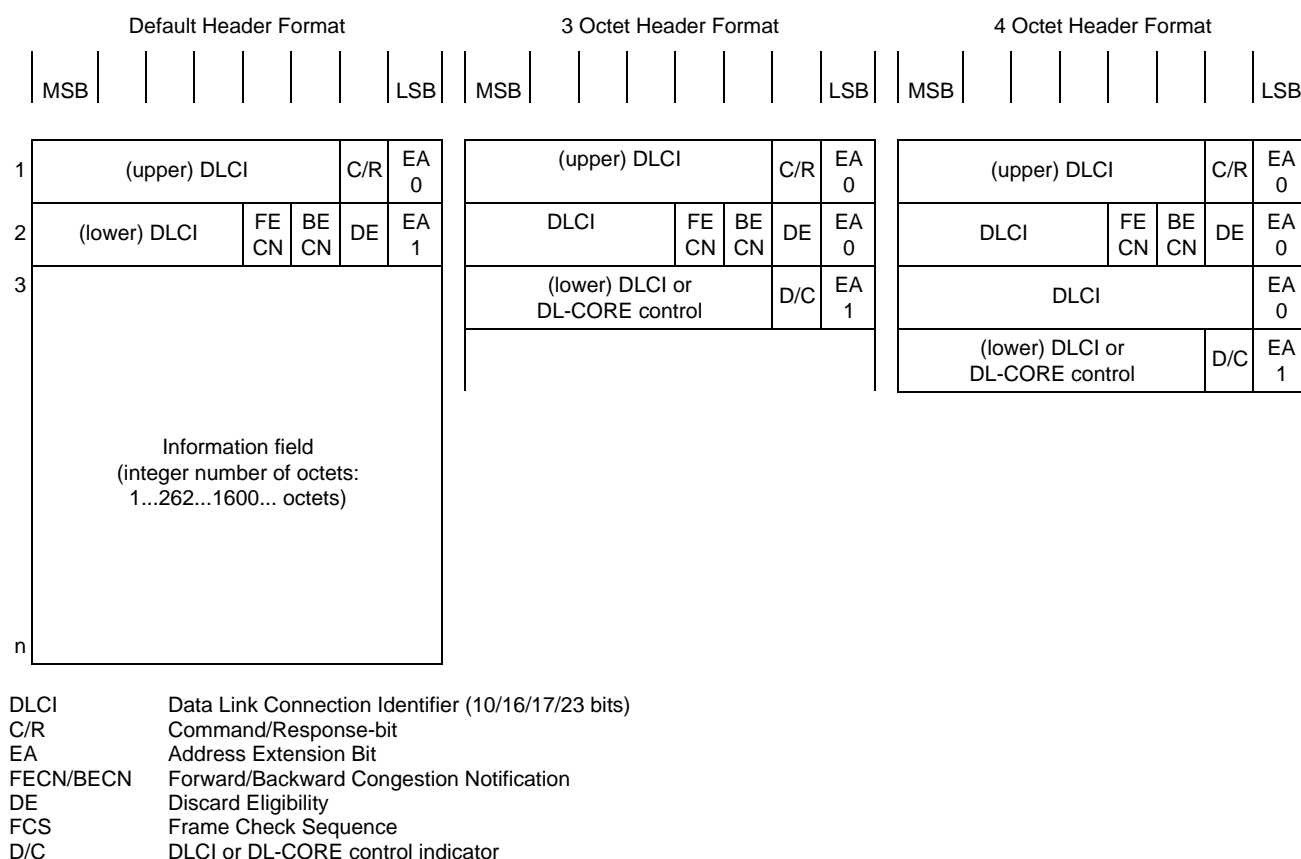 Default Header Format 3 Octet Header Format 4 Octet Header Format
MSB LSB MSB LSB MSB LSB
1 (upper) DLCI C/R EA 0 (upper) DLCI C/R EA 0 (upper) DLCI C/R EA 0
2 (lower) DLCI FE CN BE CN DE EA 1 DLCI FE CN BE CN DE EA 0 DLCI FE CN BE CN DE EA 0
3 (lower) DLCI or DL-CORE control D/C EA 1 DLCI EA 0
(lower) DLCI or DL-CORE control D/C EA 1
Information field
(integer number of octets:
1...262...1600... octets)
n
DLCI Data Link Connection Identifier (10/16/17/23 bits)
C/R Command/Response-bit
EA Address Extension Bit
FECN/BECN Forward/Backward Congestion Notification
DE Discard Eligibility
FCS Frame Check Sequence
D/C DLCI or DL-CORE control indicator